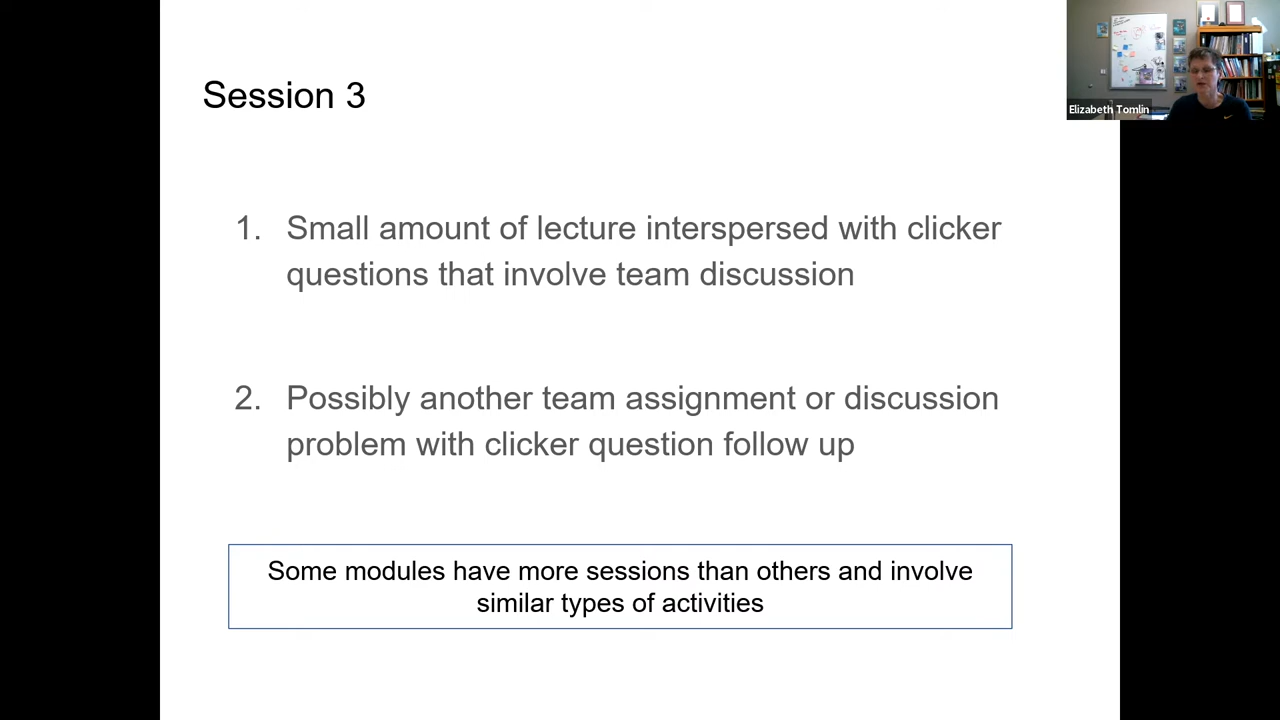 Session 3
Elizabeth Tomlin
1. Small amount of lecture interspersed with clicker
questions that involve team discussion
2. Possibly another team assignment or discussion
problem with clicker question follow up
Some modules have more sessions than others and involve
similar types of activities